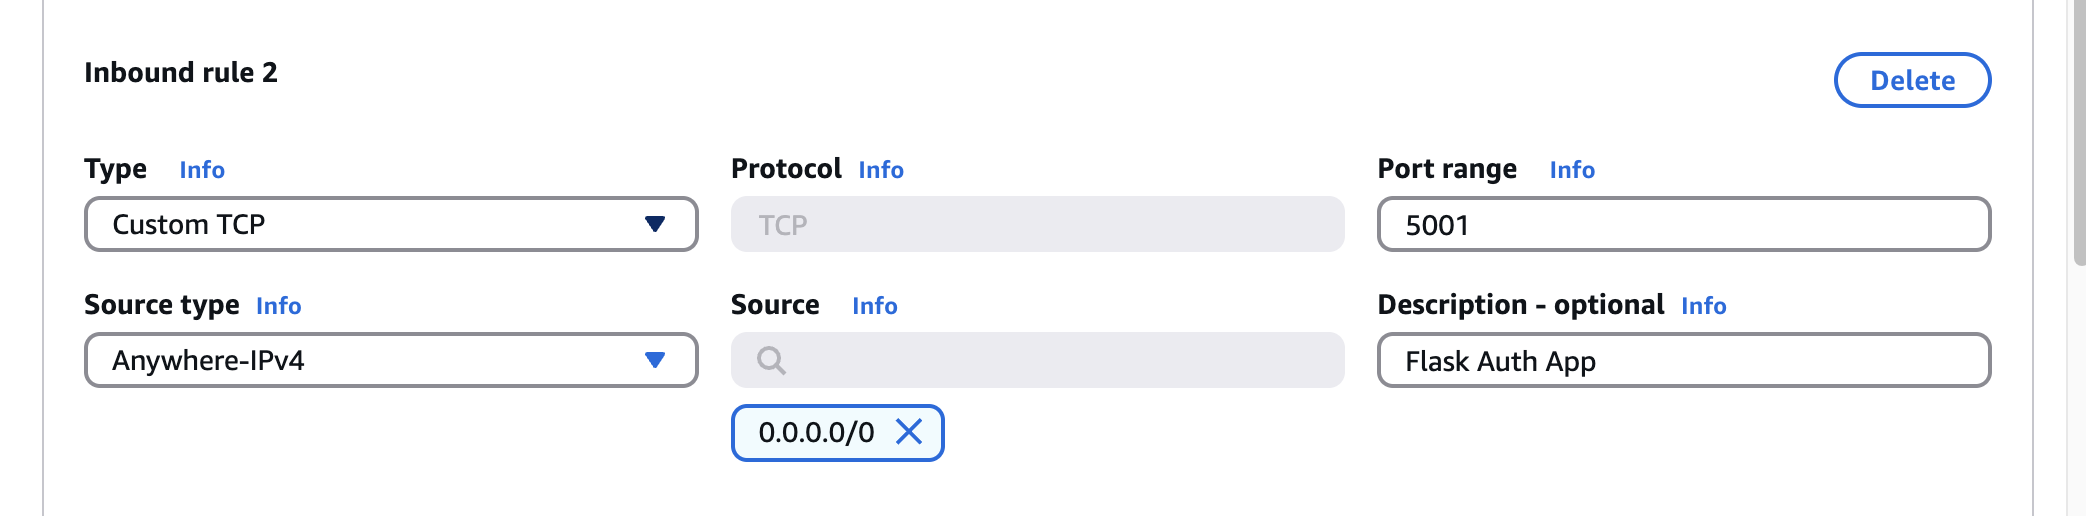 Inbound rule 2
Delete
Type Info
Protocol Info
Port range Info
Custom TCP
TCP
5001
Source type Info
Source Info
Description - optional Info
Anywhere-IPv4
Flask Auth App
0.0.0.0/0